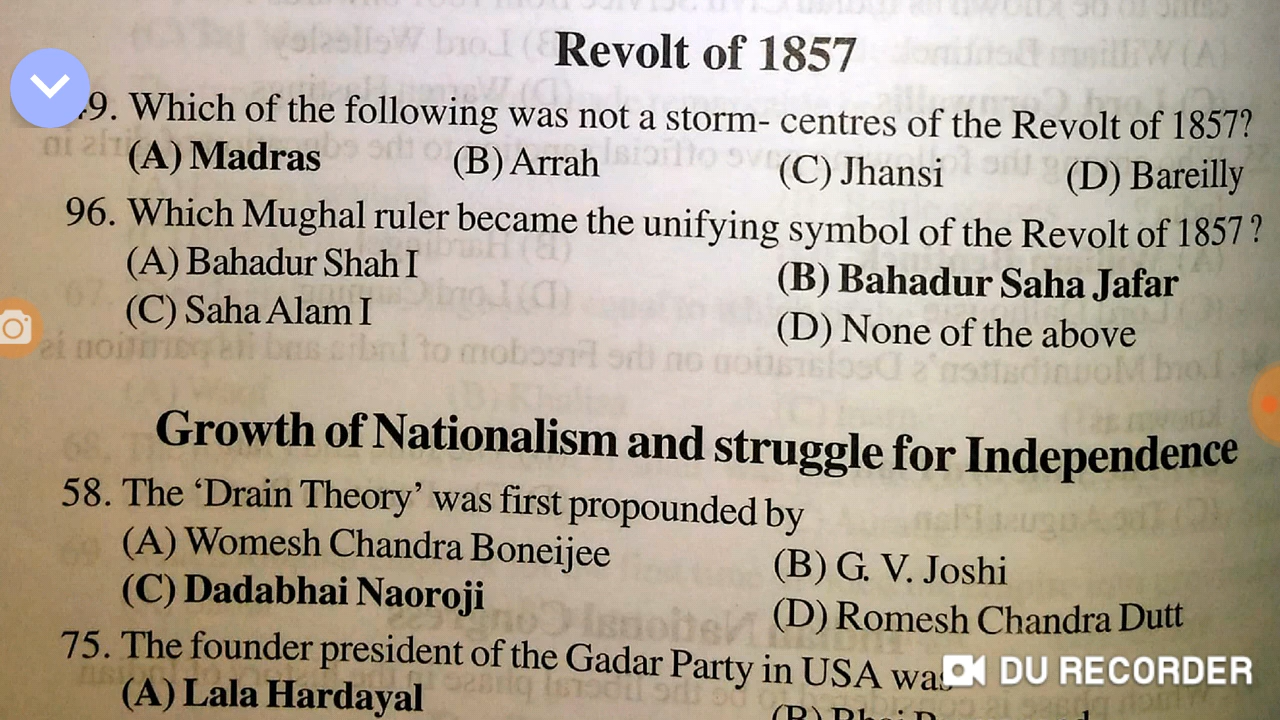 Revolt of 1857
9. Which of the following was not a storm- centres of the Revolt of 1857?
(A) Madras (B) Arrah (C) Jhansi (D) Bareilly
96. Which Mughal ruler became the unifying symbol of the Revolt of 1857?
(A) Bahadur Shah I (B) Bahadur Saha Jafar
(C) Saha Alam I (D) None of the above
Growth of Nationalism and struggle for Independence
58. The ‘Drain Theory’ was first propounded by
(A) Womesh Chandra Boneijee (B) G. V. Joshi
(C) Dadabhai Naoroji (D) Romesh Chandra Dutt
75. The founder president of the Gadar Party in USA was
(A) Lala Hardayal
DU RECORDER